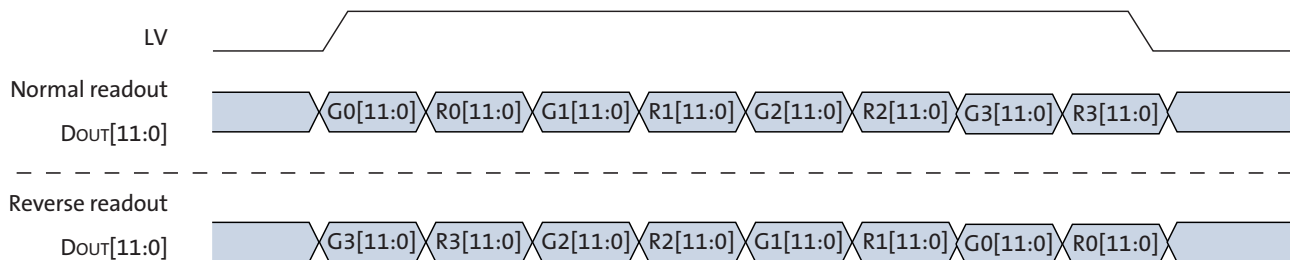 LV
Normal readout
DOUT[11:0]
G0[11:0] R0[11:0] G1[11:0] R1[11:0] G2[11:0] R2[11:0] G3[11:0] R3[11:0]
Reverse readout
DOUT[11:0]
G3[11:0] R3[11:0] G2[11:0] R2[11:0] G1[11:0] R1[11:0] G0[11:0] R0[11:0]